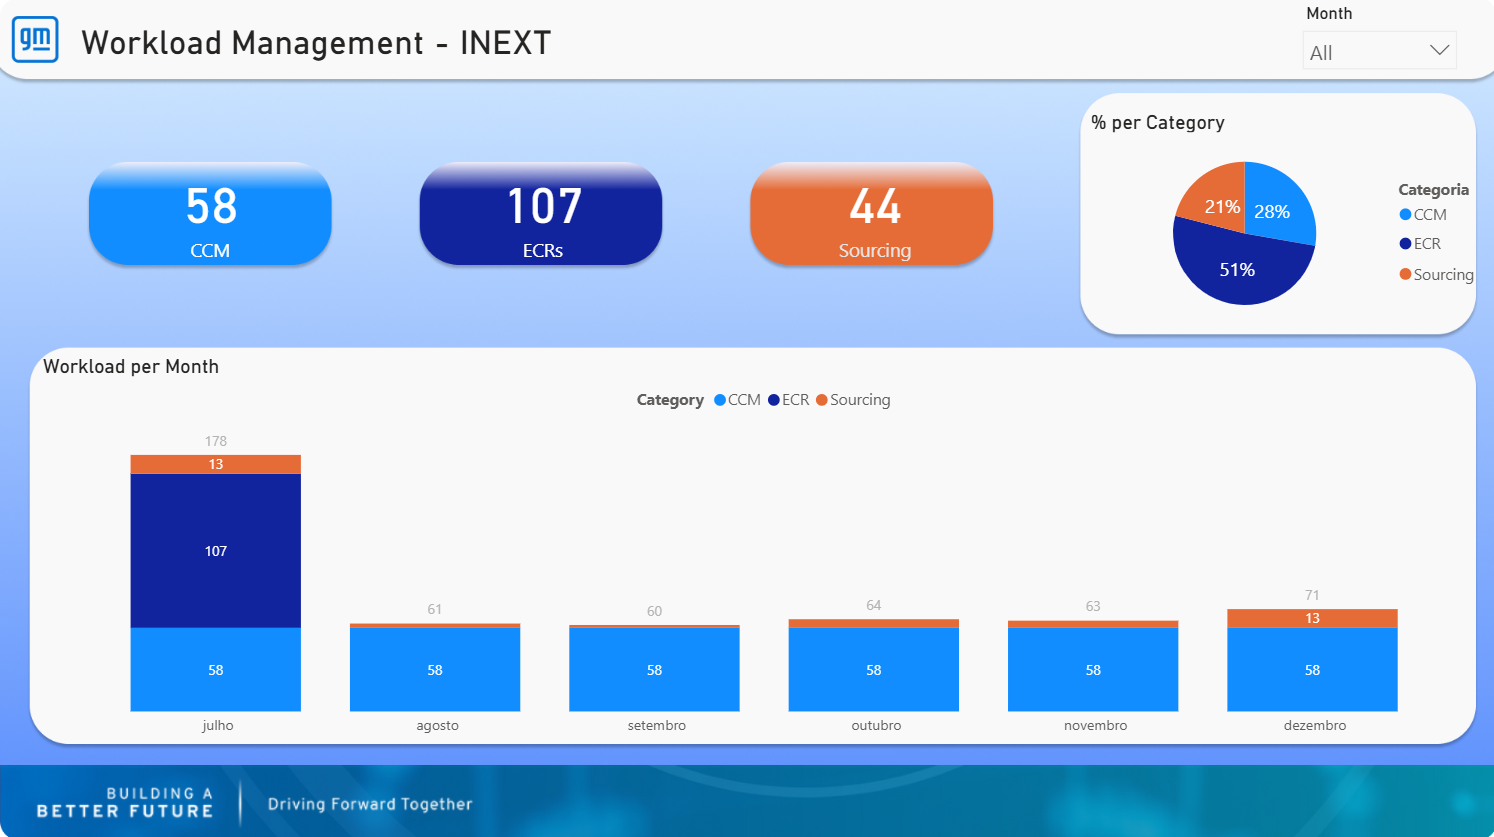 gm
Workload Management - INEXT
Month
All
58
CCM
107
ECRs
44
Sourcing
% per Category
21%
28%
51%
Categoria
CCM
ECR
Sourcing
Workload per Month
Category CCM ECR Sourcing
178
13
107
58
61
58
60
58
64
58
63
58
71
13
58
julho agosto setembro outubro novembro dezembro
BUILDING A
BETTER FUTURE
Driving Forward Together